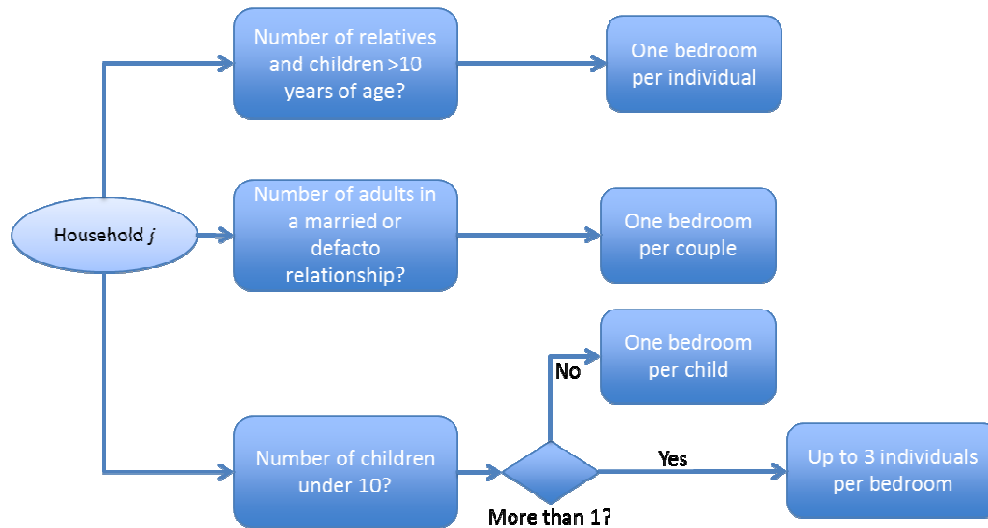 Number of relatives
and children >10
years of age?
One bedroom
per individual
Household j
Number of adults in
a married or
defacto
relationship?
One bedroom
per couple
One bedroom
per child
No
Number of children
under 10?
More than 1?
Yes
Up to 3 individuals
per bedroom